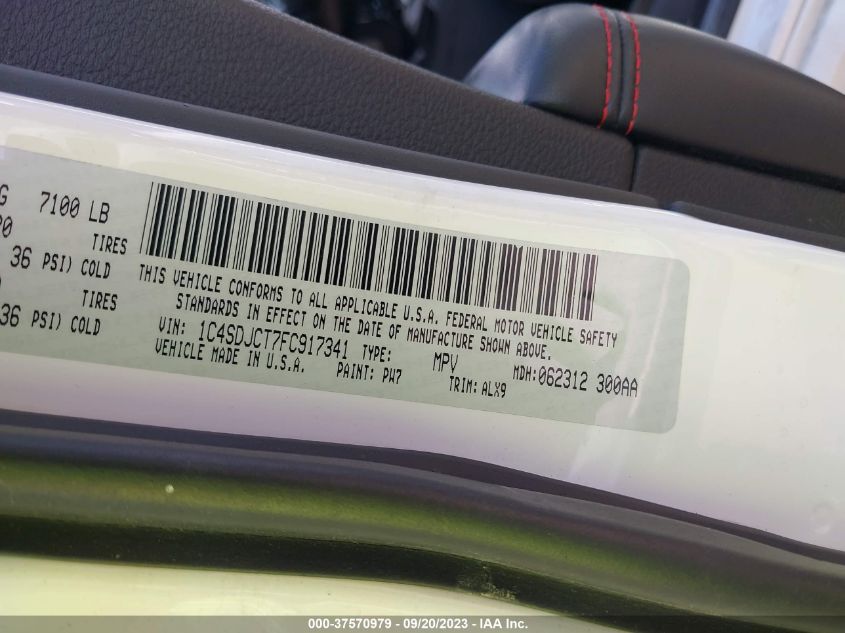 G 7100 LB
20 TIRES
36 PSI) COLD
TIRES
36 PSI) COLD
THIS VEHICLE CONFORMS TO ALL APPLICABLE U.S.A. FEDERAL MOTOR VEHICLE SAFETY
STANDARDS IN EFFECT ON THE DATE OF MANUFACTURE SHOWN ABOVE.
VIN: 1C4SDJCT7FC917341 TYPE: MPV MDH:062312 300AA
VEHICLE MADE IN U.S.A. PAINT: PW7 TRIM: ALX9
000-37570979 - 09/20/2023 - IAA Inc.